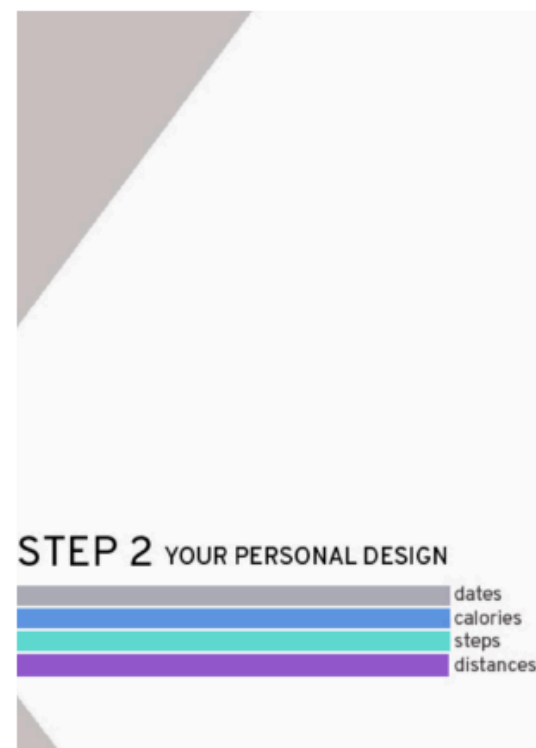 STEP 2 YOUR PERSONAL DESIGN
dates
calories
steps
distances